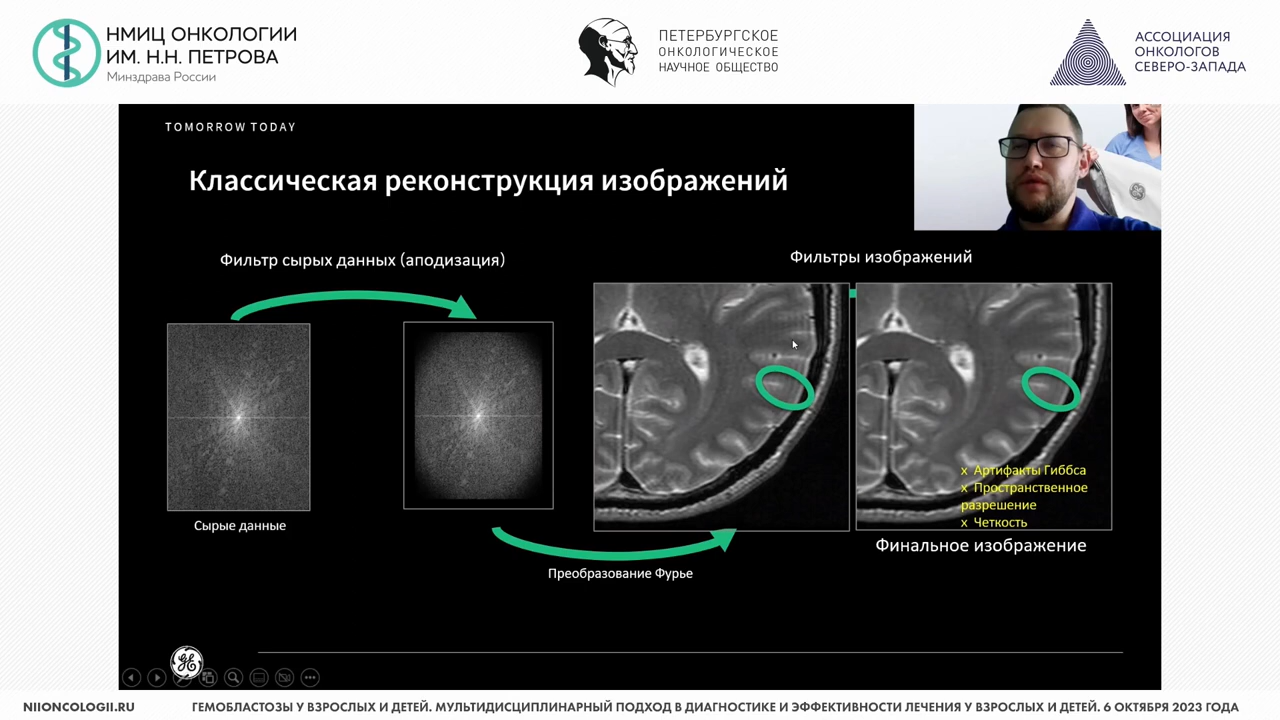 НМИЦ ОНКОЛОГИИ
ИМ. Н.Н. ПЕТРОВА
Минздрава России
ПЕТЕРБУРГСКОЕ
ОНКОЛОГИЧЕСКОЕ
НАУЧНОЕ ОБЩЕСТВО
АССОЦИАЦИЯ
ОНКОЛОГОВ
СЕВЕРО-ЗАПАДА
TOMORROW TODAY
Классическая реконструкция изображений
Фильтр сырых данных (аподизация)
Фильтры изображений
Сырые данные
Преобразование Фурье
x Артифакты Гиббса
x Пространственное
разрешение
x Четкость
Финальное изображение
GE
NIIONCOLOGII.RU
ГЕМОБЛАСТОЗЫ У ВЗРОСЛЫХ И ДЕТЕЙ. МУЛЬТИДИСЦИПЛИНАРНЫЙ ПОДХОД В ДИАГНОСТИКЕ И ЭФФЕКТИВНОСТИ ЛЕЧЕНИЯ У ВЗРОСЛЫХ И ДЕТЕЙ. 6 ОКТЯБРЯ 2023 ГОДА